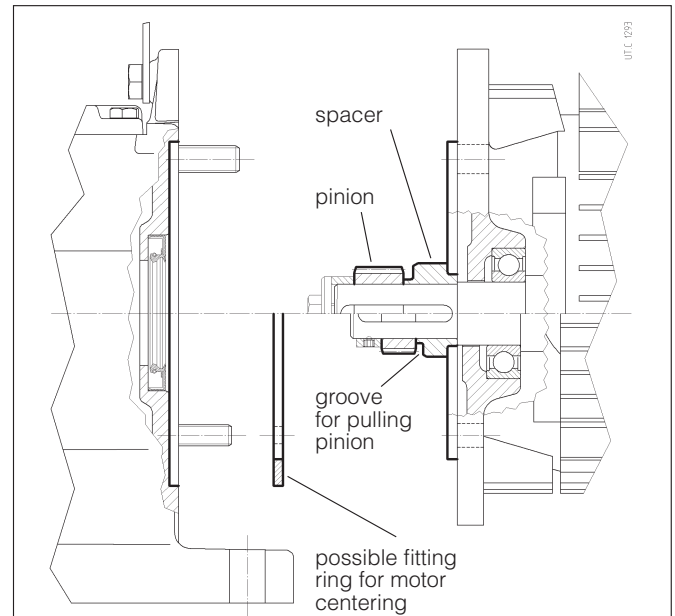 UT.C 1293
spacer
pinion
groove
for pulling
pinion
possible fitting
ring for motor
centering